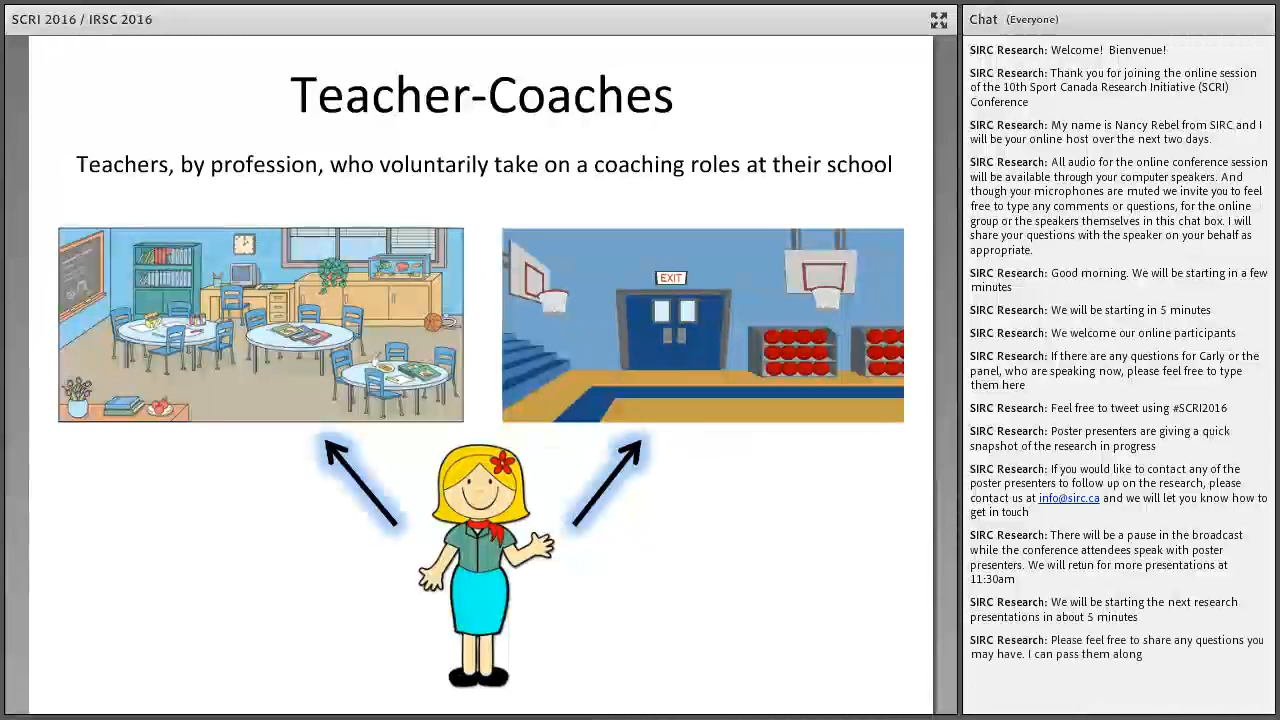 SCRI 2016 / IRSC 2016
Teacher-Coaches
Teachers, by profession, who voluntarily take on a coaching roles at their school
EXIT
Chat (Everyone)
SIRC Research: Welcome! Bienvenue!
SIRC Research: Thank you for joining the online session
of the 10th Sport Canada Research Initiative (SCRI)
Conference
SIRC Research: My name is Nancy Rebel from SIRC and I
will be your online host over the next two days.
SIRC Research: All audio for the online conference session
will be available through your computer speakers. And
though your microphones are muted we invite you to feel
free to type any comments or questions, for the online
group or the speakers themselves in this chat box. I will
share your questions with the speaker on your behalf as
appropriate.
SIRC Research: Good morning. We will be starting in a few
minutes
SIRC Research: We will be starting in 5 minutes
SIRC Research: We welcome our online participants
SIRC Research: If there are any questions for Carly or the
panel, who are speaking now, please feel free to type
them here
SIRC Research: Feel free to tweet using #SCRI2016
SIRC Research: Poster presenters are giving a quick
snapshot of the research in progress
SIRC Research: If you would like to contact any of the
poster presenters to follow up on the research, please
contact us at info@sirc.ca and we will let you know how to
get in touch
SIRC Research: There will be a pause in the broadcast
while the conference attendees speak with poster
presenters. We will retun for more presentations at
11:30am
SIRC Research: We will be starting the next research
presentations in about 5 minutes
SIRC Research: Please feel free to share any questions you
may have. I can pass them along